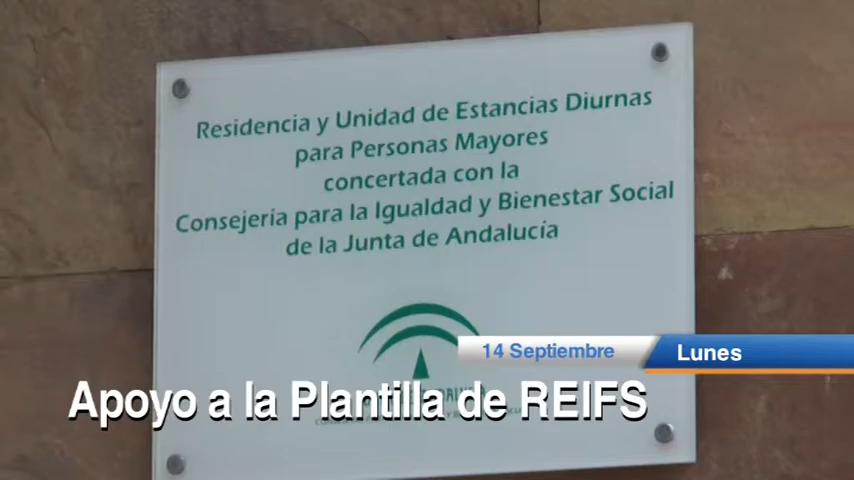 Residencia y Unidad de Estancias Diurnas
para Personas Mayores
concertada con la
Consejería para la Igualdad y Bienestar Social
de la Junta de Andalucía
14 Septiembre
Lunes
Apoyo a la Plantilla de REIFS